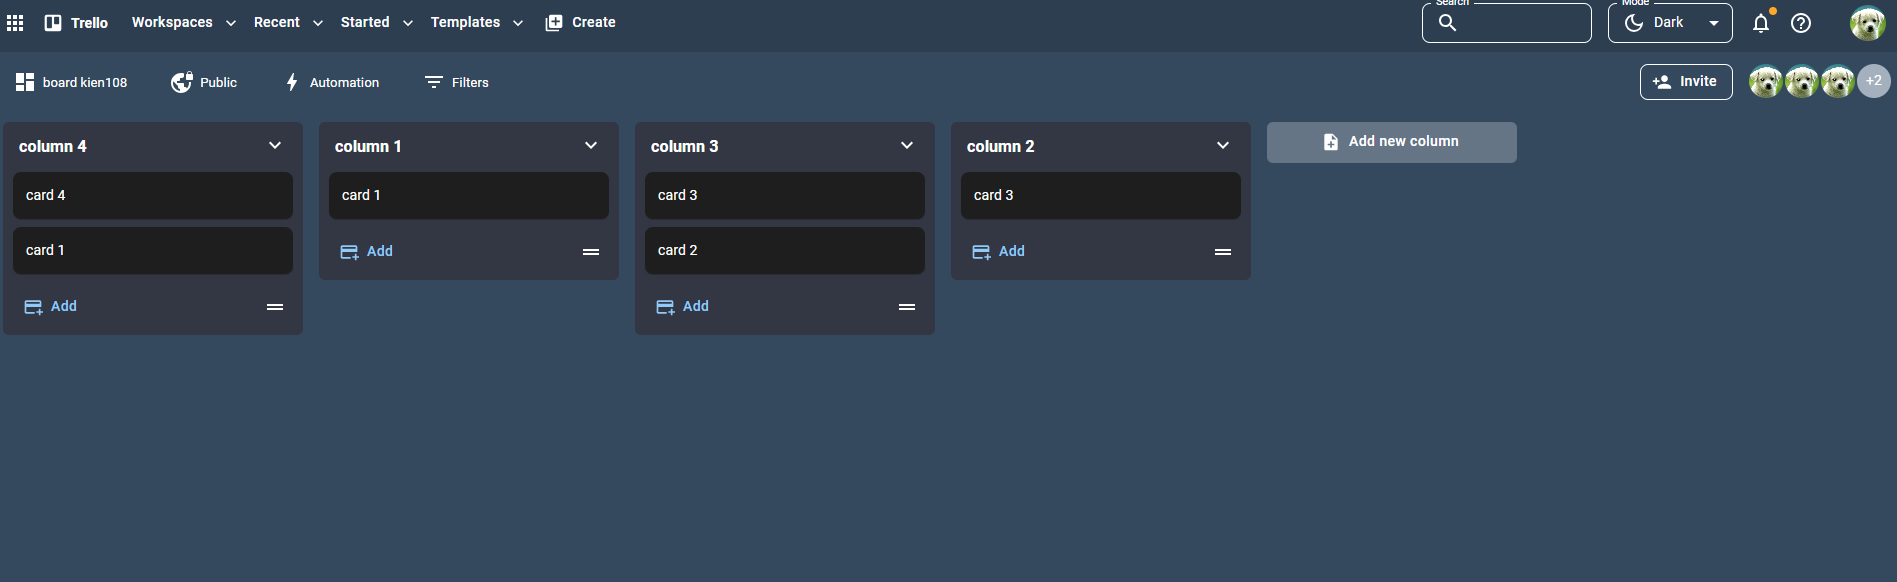 Trello Workspaces Recent Started Templates Create Search Mode Dark
board kien108 Public Automation Filters Invite +2
column 4
card 4
card 1
Add
column 1
card 1
Add
column 3
card 3
card 2
Add
column 2
card 3
Add
Add new column